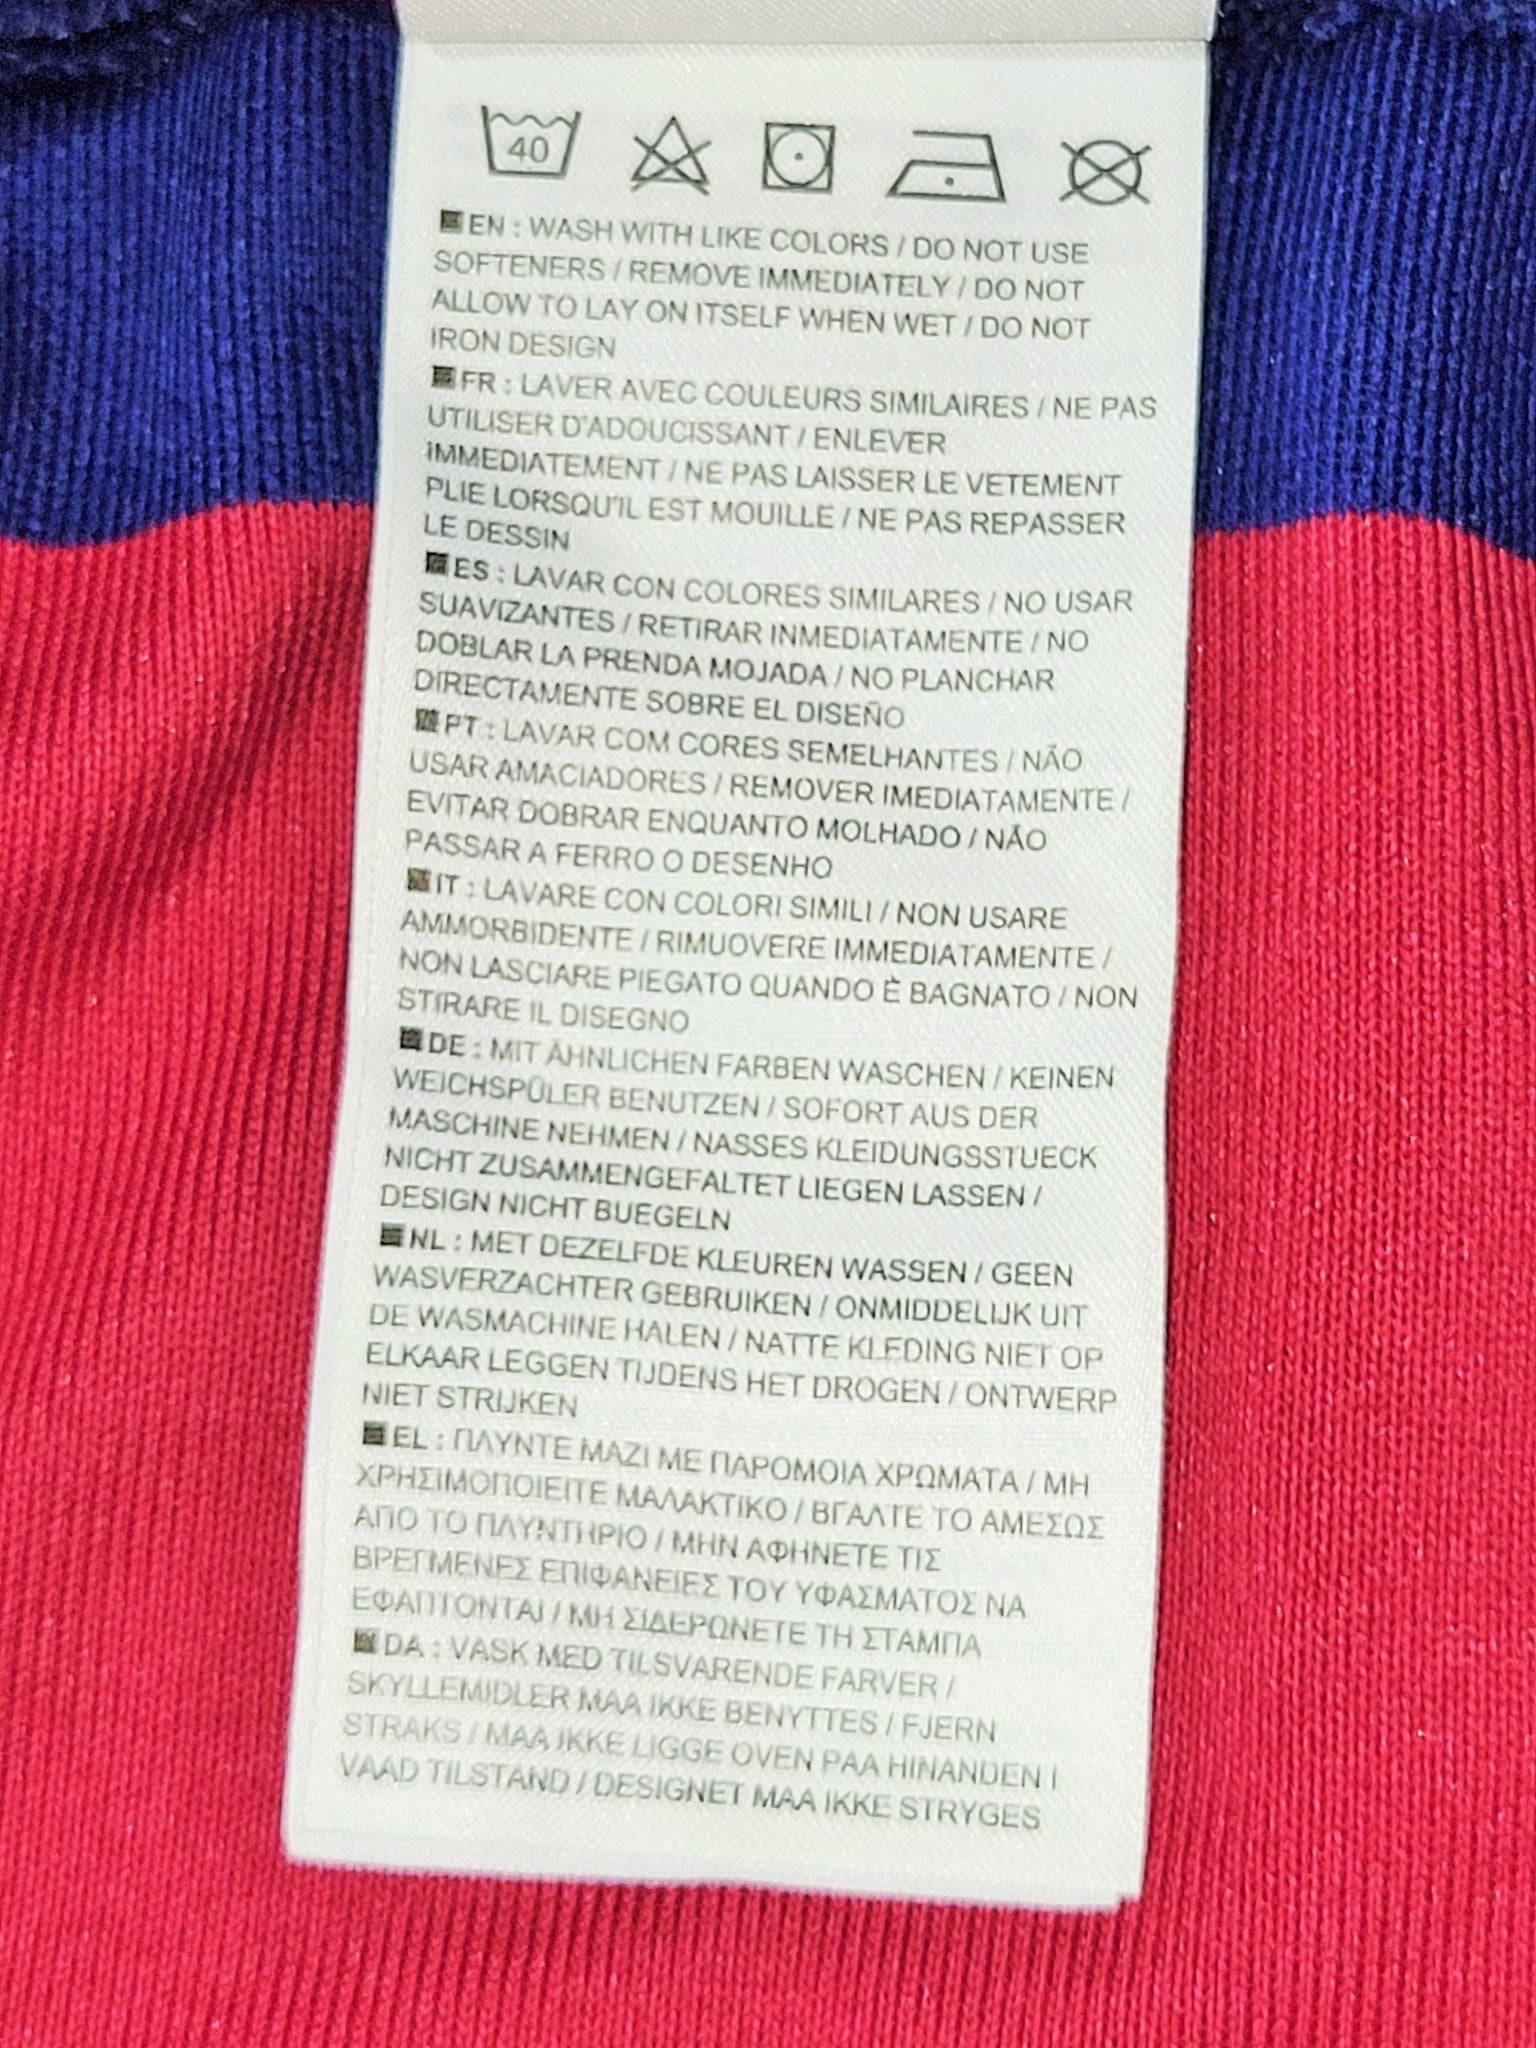 40
EN : WASH WITH LIKE COLORS / DO NOT USE
SOFTENERS / REMOVE IMMEDIATELY / DO NOT
ALLOW TO LAY ON ITSELF WHEN WET / DO NOT
IRON DESIGN
FR : LAVER AVEC COULEURS SIMILAIRES / NE PAS
UTILISER D'ADOUCISSANT / ENLEVER
IMMEDIATEMENT / NE PAS LAISSER LE VETEMENT
PLIE LORSQU'IL EST MOUILLE / NE PAS REPASSER
LE DESSIN
ES : LAVAR CON COLORES SIMILARES / NO USAR
SUAVIZANTES / RETIRAR INMEDIATAMENTE / NO
DOBLAR LA PRENDA MOJADA / NO PLANCHAR
DIRECTAMENTE SOBRE EL DISEÑO
PT : LAVAR COM CORES SEMELHANTES / NÃO
USAR AMACIADORES / REMOVER IMEDIATAMENTE /
EVITAR DOBRAR ENQUANTO MOLHADO / NÃO
PASSAR A FERRO O DESENHO
IT : LAVARE CON COLORI SIMILI / NON USARE
AMMORBIDENTE / RIMUOVERE IMMEDIATAMENTE /
NON LASCIARE PIEGATO QUANDO È BAGNATO / NON
STIRARE IL DISEGNO
DE : MIT ÄHNLICHEN FARBEN WASCHEN / KEINEN
WEICHSPÜLER BENUTZEN / SOFORT AUS DER
MASCHINE NEHMEN / NASSES KLEIDUNGSSTUECK
NICHT ZUSAMMENGEFALTET LIEGEN LASSEN /
DESIGN NICHT BUEGELN
NL : MET DEZELFDE KLEUREN WASSEN / GEEN
WASVERZACHTER GEBRUIKEN / ONMIDDELIJK UIT
DE WASMACHINE HALEN / NATTE KLEDING NIET OP
ELKAAR LEGGEN TIJDENS HET DROGEN / ONTWERP
NIET STRIJKEN
EL : ΠΛΥΝΤΕ ΜΑΖΙ ΜΕ ΠΑΡΟΜΟΙΑ ΧΡΩΜΑΤΑ / ΜΗ
ΧΡΗΣΙΜΟΠΟΙΕΙΤΕ ΜΑΛΑΚΤΙΚΟ / ΒΓΑΛΤΕ ΤΟ ΑΜΕΣΩΣ
ΑΠΟ ΤΟ ΠΛΥΝΤΗΡΙΟ / ΜΗΝ ΑΦΗΝΕΤΕ ΤΙΣ
ΒΡΕΓΜΕΝΕΣ ΕΠΙΦΑΝΕΙΕΣ ΤΟΥ ΥΦΑΣΜΑΤΟΣ ΝΑ
ΕΦΑΠΤΟΝΤΑΙ / ΜΗ ΣΙΔΕΡΩΝΕΤΕ ΤΗ ΣΤΑΜΠΑ
DA : VASK MED TILSVARENDE FARVER /
SKYLLEMIDLER MAA IKKE BENYTTES / FJERN
STRAKS / MAA IKKE LIGGE OVEN PAA HINANDEN I
VAAD TILSTAND / DESIGNET MAA IKKE STRYGES